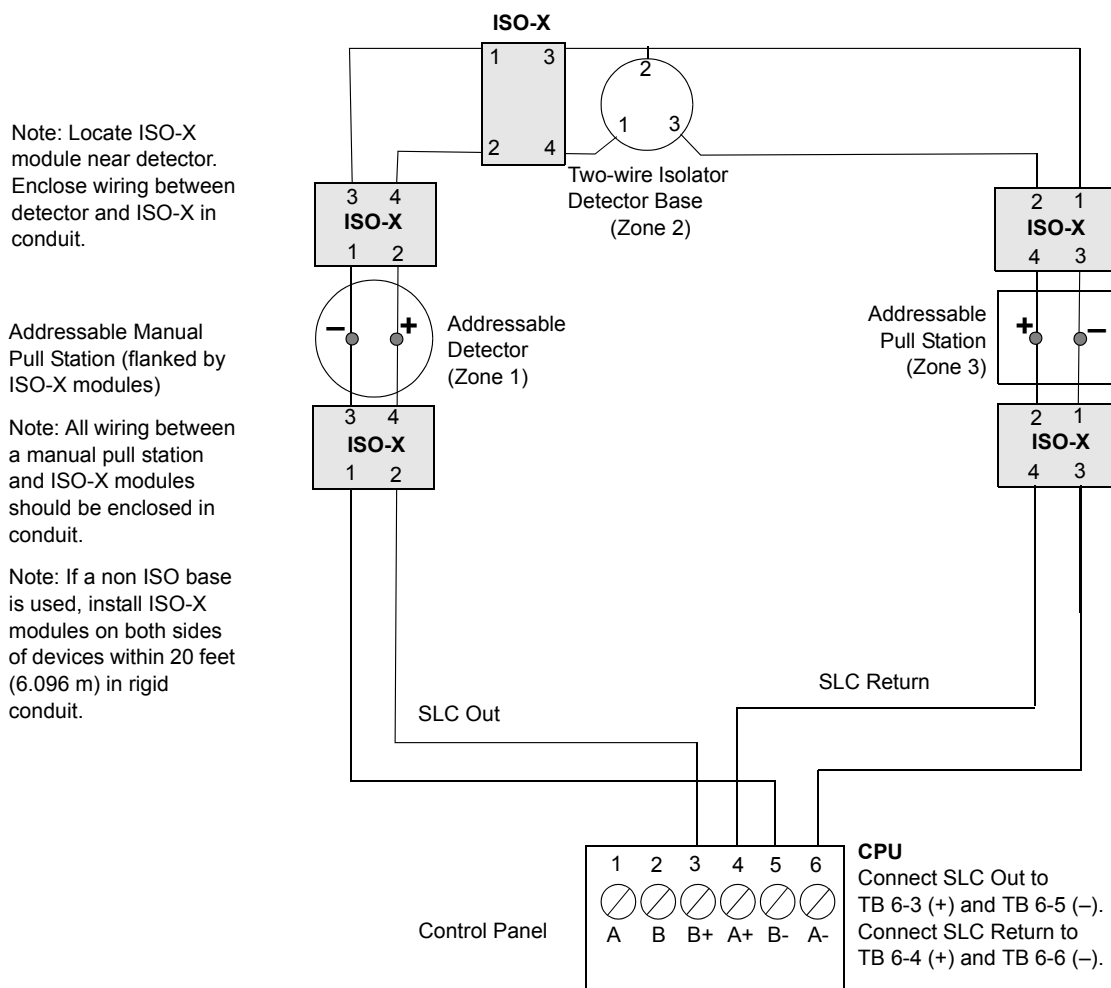 ISO-X
1 3
2
1 3
2 4
Note: Locate ISO-X
module near detector.
Enclose wiring between
detector and ISO-X in
conduit.
Two-wire Isolator
Detector Base
(Zone 2)
3 4
ISO-X
1 2
2 1
ISO-X
4 3
Addressable Manual
Pull Station (flanked by
ISO-X modules)
– +
Addressable
Detector
(Zone 1)
Addressable
Pull Station
(Zone 3)
+ –
3 4
ISO-X
1 2
2 1
ISO-X
4 3
Note: All wiring between
a manual pull station
and ISO-X modules
should be enclosed in
conduit.
Note: If a non ISO base
is used, install ISO-X
modules on both sides
of devices within 20 feet
(6.096 m) in rigid
conduit.
SLC Out
SLC Return
1 2 3 4 5 6
A B B+ A+ B- A-
Control Panel
CPU
Connect SLC Out to
TB 6-3 (+) and TB 6-5 (–).
Connect SLC Return to
TB 6-4 (+) and TB 6-6 (–).